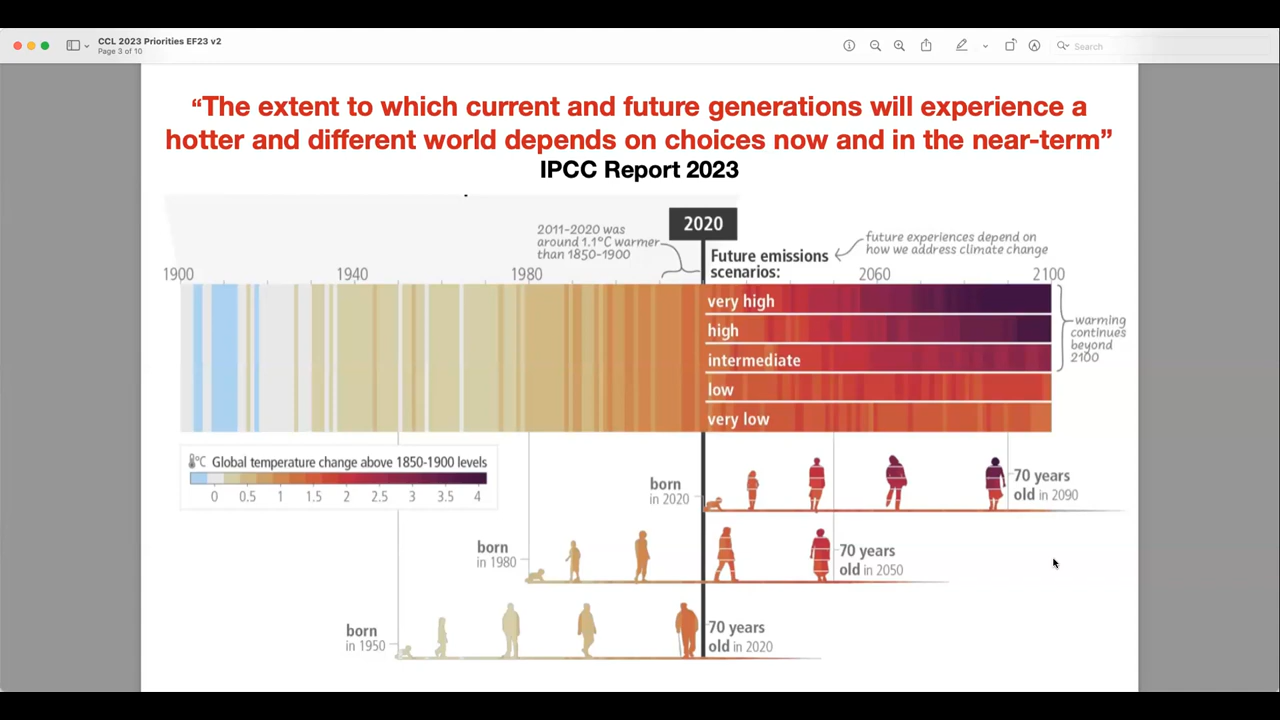 CCL 2023 Priorities EF23 v2
Page 3 of 10
Search
“The extent to which current and future generations will experience a
hotter and different world depends on choices now and in the near-term”
IPCC Report 2023
2020
2011-2020 was
around 1.1°C warmer
than 1850-1900
future experiences depend on
how we address climate change
Future emissions
scenarios:
1900
1940
1980
2060
2100
very high
high
intermediate
low
very low
warming
continues
beyond
2100
°C Global temperature change above 1850-1900 levels
0 0.5 1 1.5 2 2.5 3 3.5 4
born
in 2020
70 years
old in 2090
born
in 1980
70 years
old in 2050
born
in 1950
70 years
old in 2020